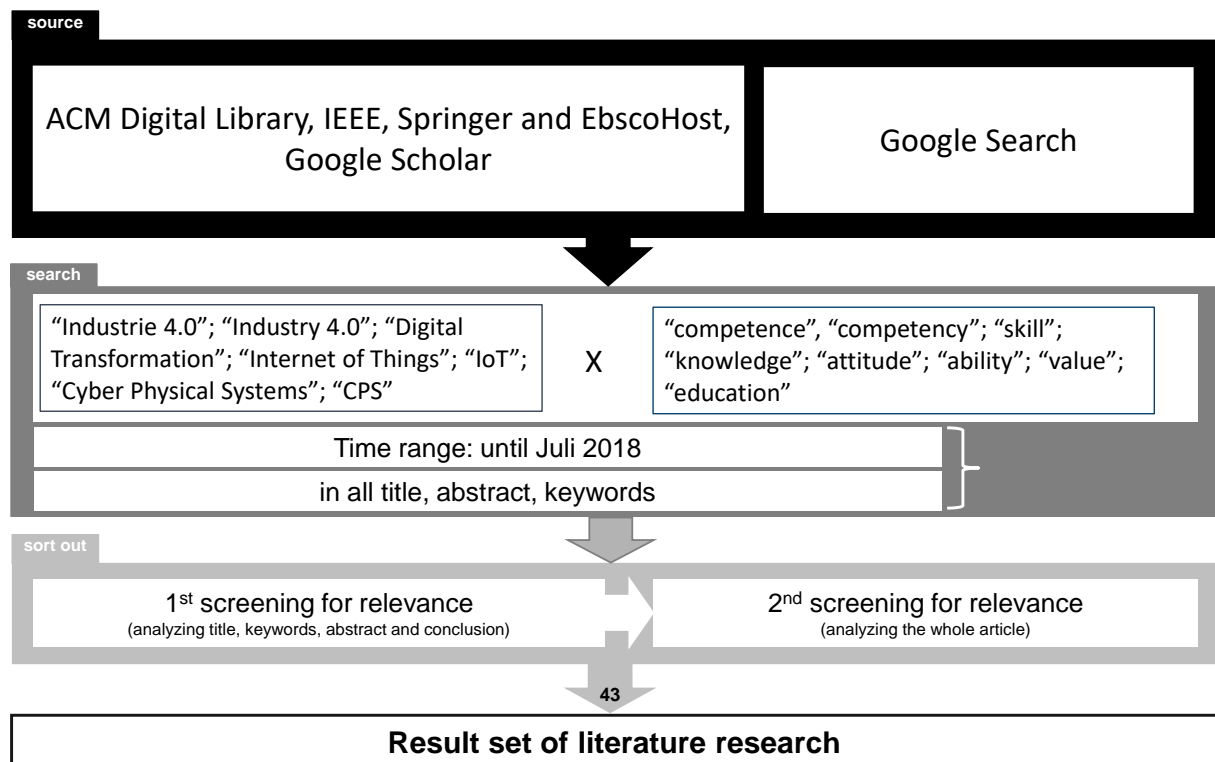 source
ACM Digital Library, IEEE, Springer and EbscoHost,
Google Scholar
Google Search
search
“Industrie 4.0”; “Industry 4.0”; “Digital
Transformation”; “Internet of Things”; “IoT”;
“Cyber Physical Systems”; “CPS”
X
“competence”, “competency”; “skill”;
“knowledge”; “attitude”; “ability”; “value”;
“education”
Time range: until Juli 2018
in all title, abstract, keywords
sort out
1st screening for relevance
(analyzing title, keywords, abstract and conclusion)
2nd screening for relevance
(analyzing the whole article)
43
Result set of literature research